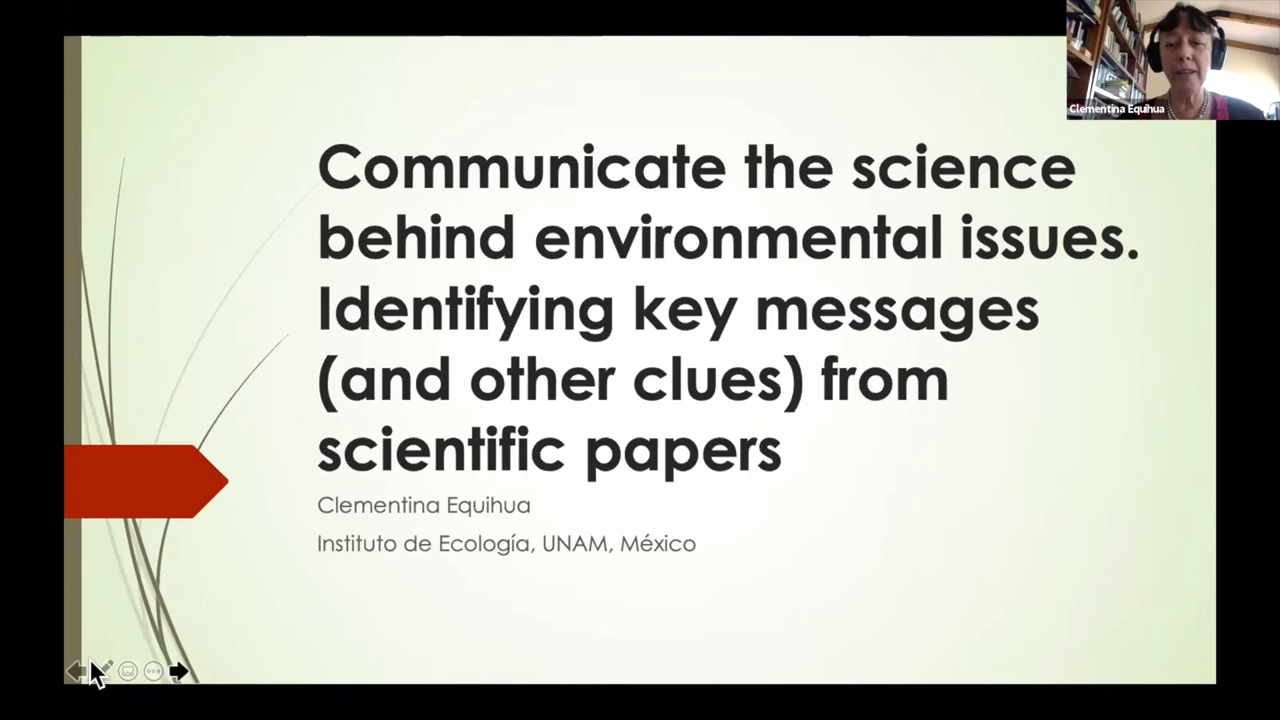 Clementina Equihua
Communicate the science
behind environmental issues.
Identifying key messages
(and other clues) from
scientific papers
Clementina Equihua
Instituto de Ecología, UNAM, México